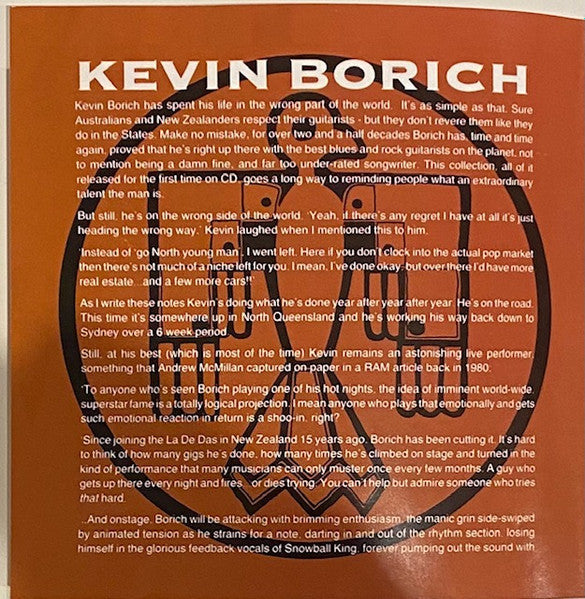 KEVIN BORICH
Kevin Borich has spent his life in the wrong part of the world. It's as simple as that. Sure
Australians and New Zealanders respect their guitarists - but they don't revere them like they
do in the States. Make no mistake, for over two and a half decades Borich has, time and time
again, proved that he's right up there with the best blues and rock guitarists on the planet, not
to mention being a damn fine, and far too under-rated songwriter. This collection, all of it
released for the first time on CD, goes a long way to reminding people what an extraordinary
talent the man is.
But still, he's on the wrong side of the world. 'Yeah, if there's any regret I have at all it's just
heading the wrong way,' Kevin laughed when I mentioned this to him.
'Instead of 'go North young man', I went left. Here if you don't clock into the actual pop market
then there's not much of a niche left for you. I mean, I've done okay, but over there I'd have more
real estate...and a few more cars!!'
As I write these notes Kevin's doing what he's done year after year after year. He's on the road.
This time it's somewhere up in North Queensland and he's working his way back down to
Sydney over a 6 week period.
Still, at his best (which is most of the time) Kevin remains an astonishing live performer,
something that Andrew McMillan captured on paper in a RAM article back in 1980:
'To anyone who's seen Borich playing one of his hot nights, the idea of imminent world-wide
superstar fame is a totally logical projection. I mean anyone who plays that emotionally and gets
such emotional reaction in return is a shoo-in, right?
'Since joining the La De Das in New Zealand 15 years ago, Borich has been cutting it. It's hard
to think of how many gigs he's done, how many times he's climbed on stage and turned in the
kind of performance that many musicians can only muster once every few months. A guy who
gets up there every night and fires...or dies trying. You can't help but admire someone who tries
that hard.
...And onstage, Borich will be attacking with brimming enthusiasm, the manic grin side-swiped
by animated tension as he strains for a note, darting in and out of the rhythm section, losing
himself in the glorious feedback vocals of Snowball King, forever pumping out the sound with